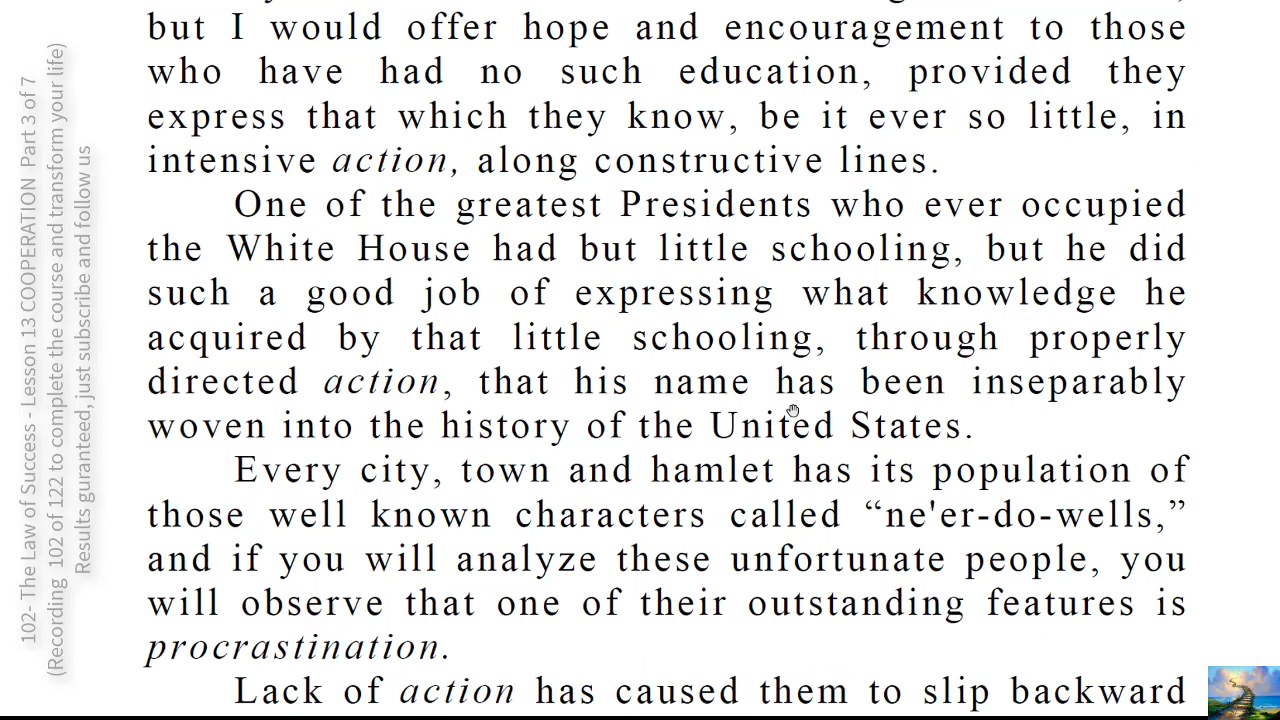 but I would offer hope and encouragement to those
who have had no such education, provided they
express that which they know, be it ever so little, in
intensive action, along constructive lines.
One of the greatest Presidents who ever occupied
the White House had but little schooling, but he did
such a good job of expressing what knowledge he
acquired by that little schooling, through properly
directed action, that his name has been inseparably
woven into the history of the United States.
Every city, town and hamlet has its population of
those well known characters called “ne'er-do-wells,”
and if you will analyze these unfortunate people, you
will observe that one of their outstanding features is
procrastination.
Lack of action has caused them to slip backward
102- The Law of Success - Lesson 13 COOPERATION Part 3 of 7
(Recording 102 of 122 to complete the course and transform your life)
Results guranteed, just subscribe and follow us